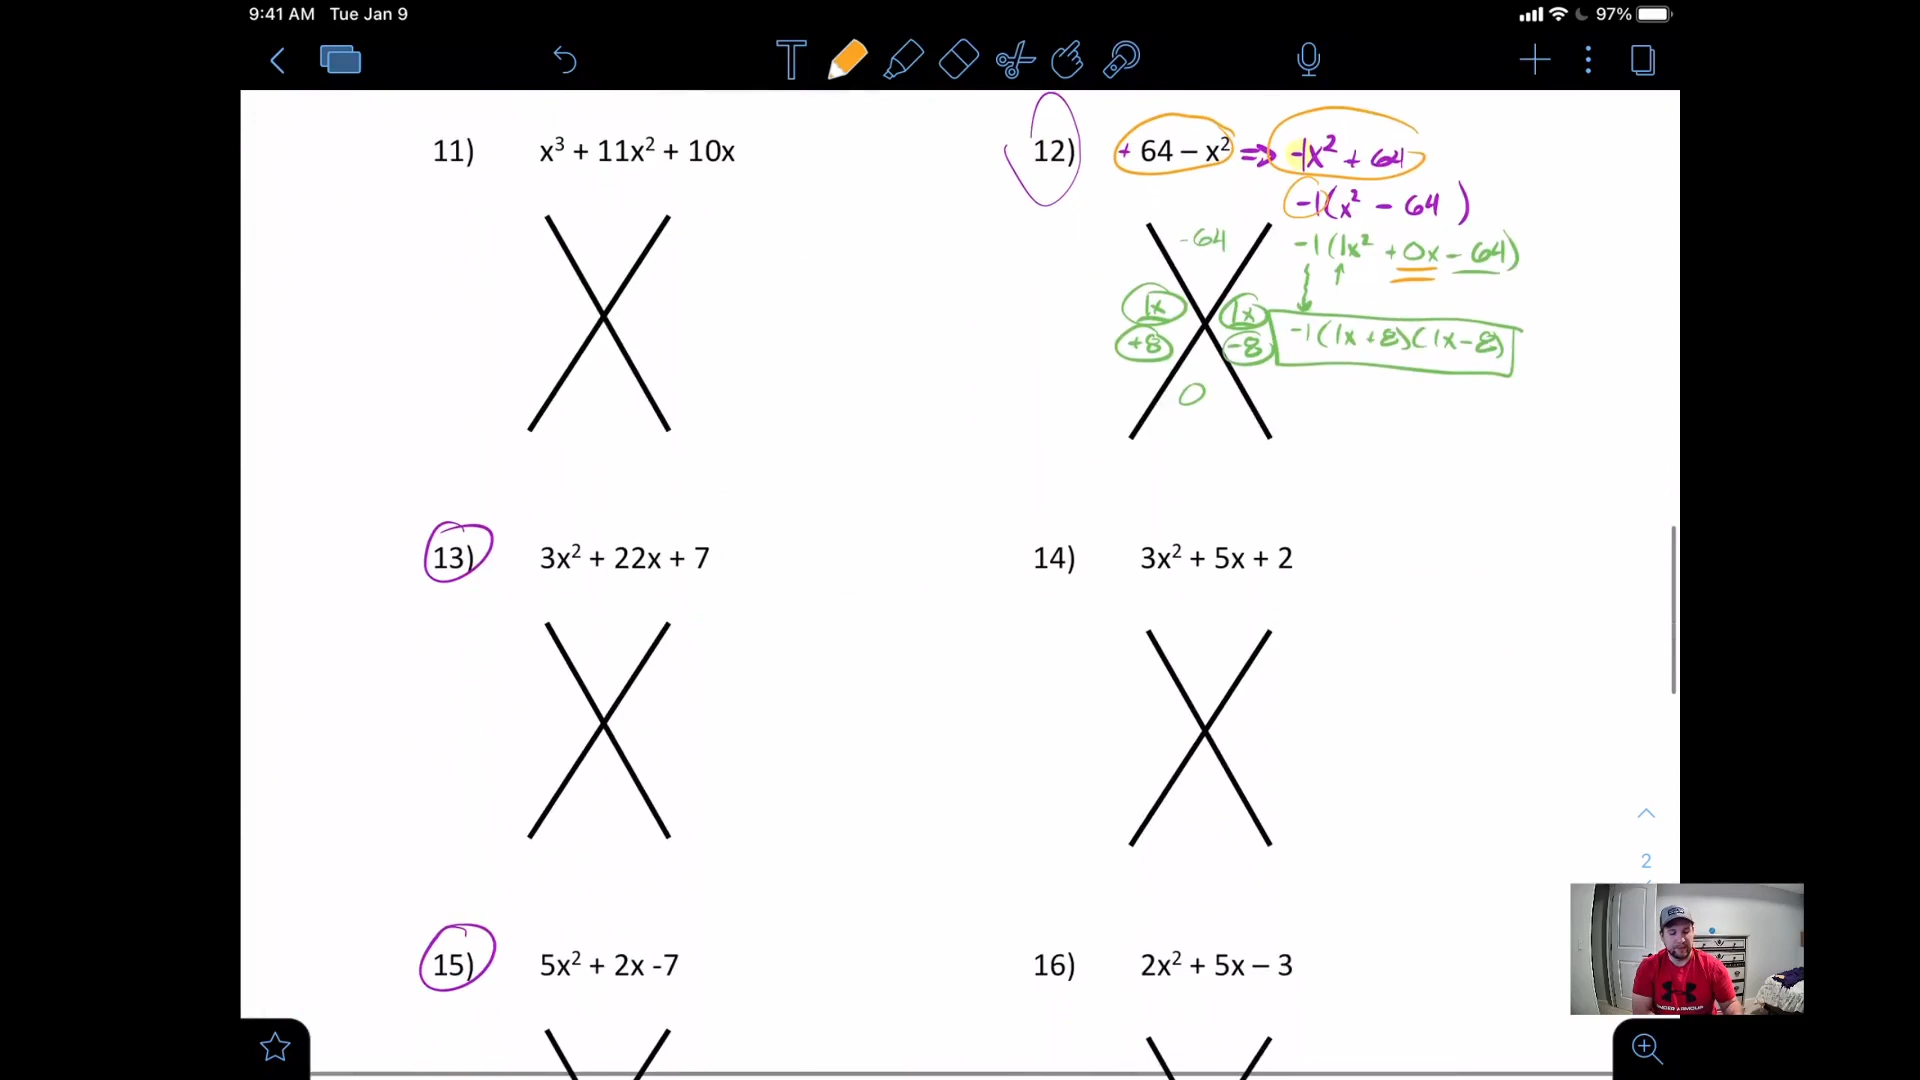 9:41 AM Tue Jan 9
97%
11) x³ + 11x² + 10x
12) + 64 – x² ⇒ -1x² + 64
-1(x² - 64)
-64
-1(1x² + 0x - 64)
1x 1x
+8 -8
-1(1x+8)(1x-8)
0
13) 3x² + 22x + 7
14) 3x² + 5x + 2
2
15) 5x² + 2x -7
16) 2x² + 5x – 3
UNDER ARMOUR